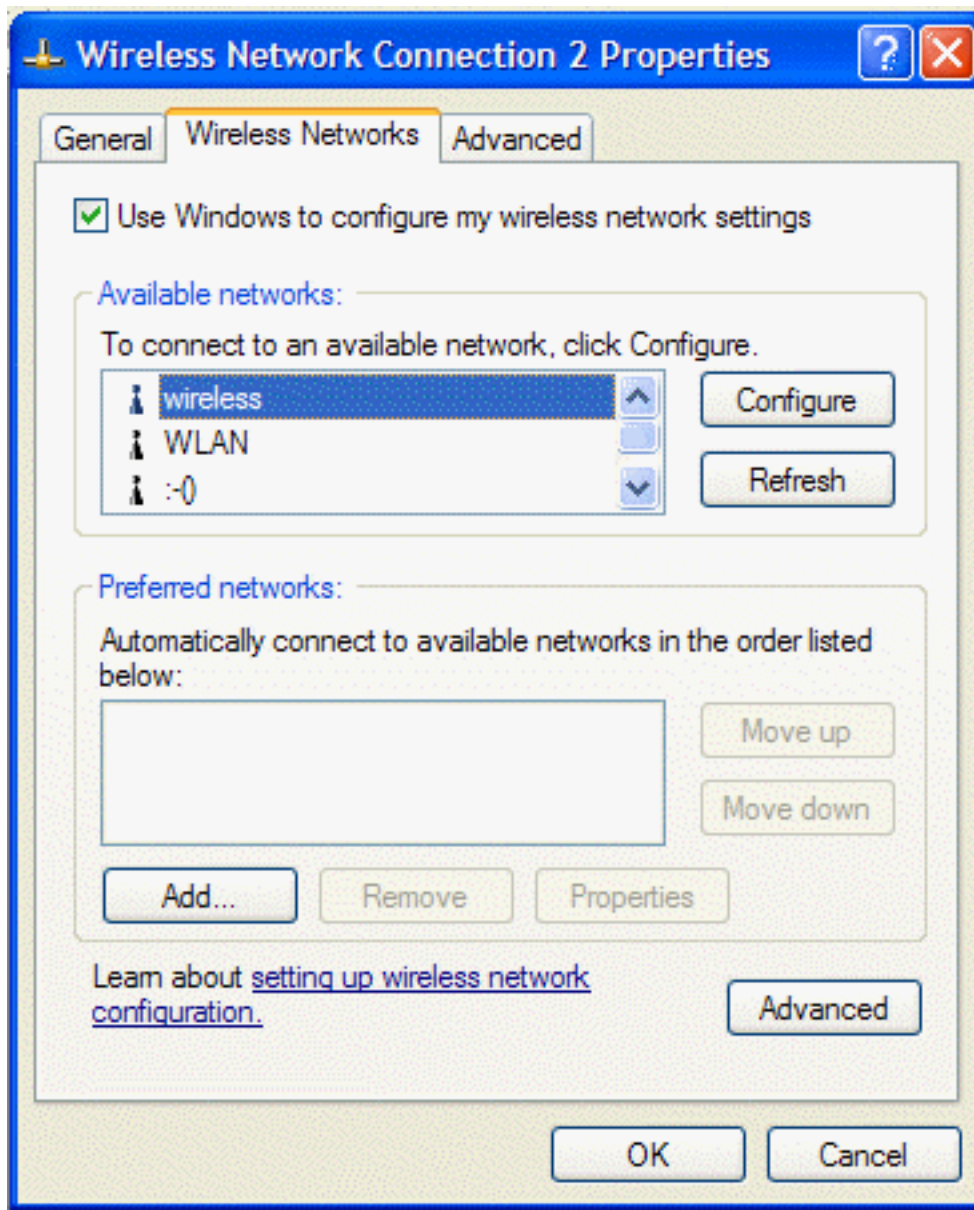 Wireless Network Connection 2 Properties
General Wireless Networks Advanced
Use Windows to configure my wireless network settings
Available networks:
To connect to an available network, click Configure.
wireless
WLAN
:-()
Configure
Refresh
Preferred networks:
Automatically connect to available networks in the order listed
below:
Move up
Move down
Add... Remove Properties
Learn about setting up wireless network
configuration.
Advanced
OK Cancel